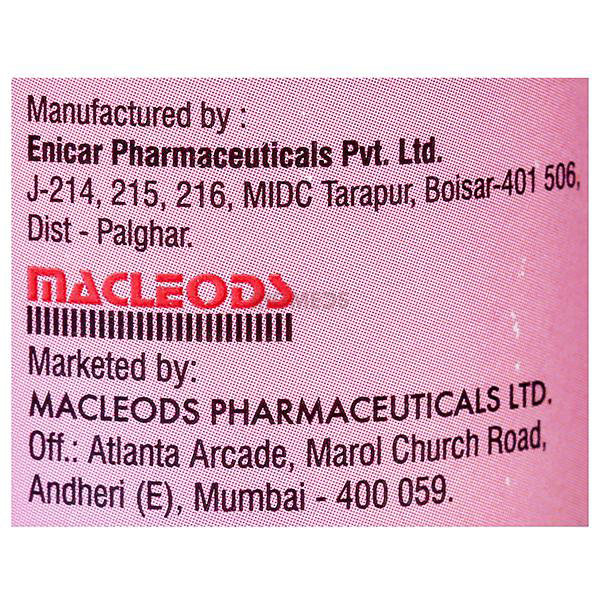 Manufactured by :
Enicar Pharmaceuticals Pvt. Ltd.
J-214, 215, 216, MIDC Tarapur, Boisar-401 506,
Dist - Palghar.
MACLEODS
Marketed by:
MACLEODS PHARMACEUTICALS LTD.
Off.: Atlanta Arcade, Marol Church Road,
Andheri (E), Mumbai - 400 059.